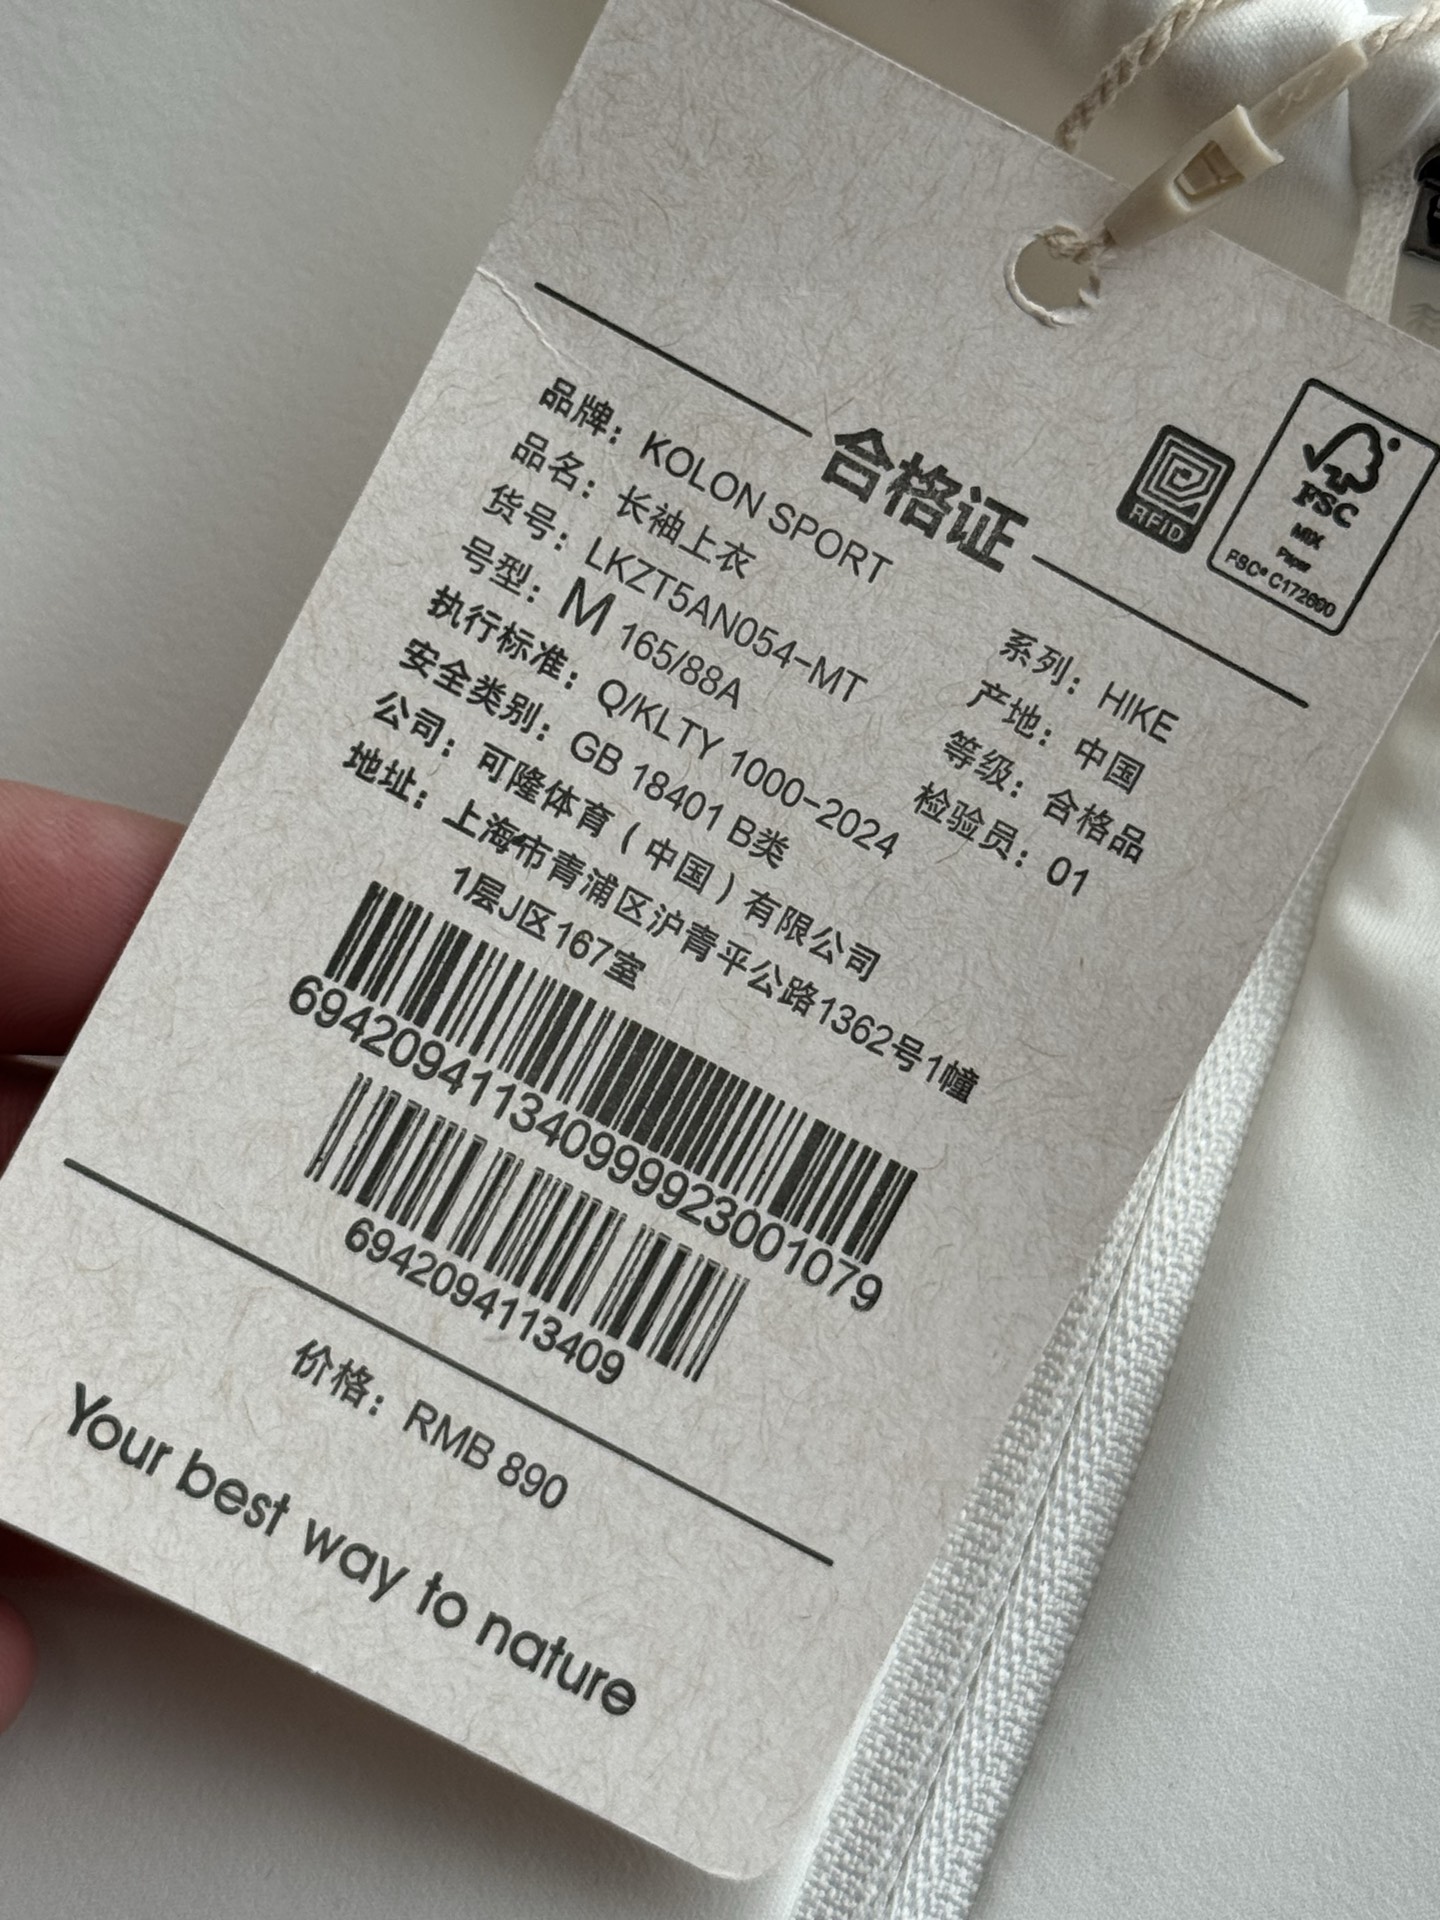 合格证
RFID
FSC
MIX
Paper
FSC® C172690
品牌：KOLON SPORT
品名：长袖上衣
货号：LKZT5AN054-MT
号型：M 165/88A
执行标准：Q/KLTY 1000-2024
安全类别：GB 18401 B类
公司：可隆体育（中国）有限公司
地址：上海市青浦区沪青平公路1362号1幢
1层J区167室
系列：HIKE
产地：中国
等级：合格品
检验员：01
694209411340999923001079
6942094113409
价格：RMB 890
Your best way to nature